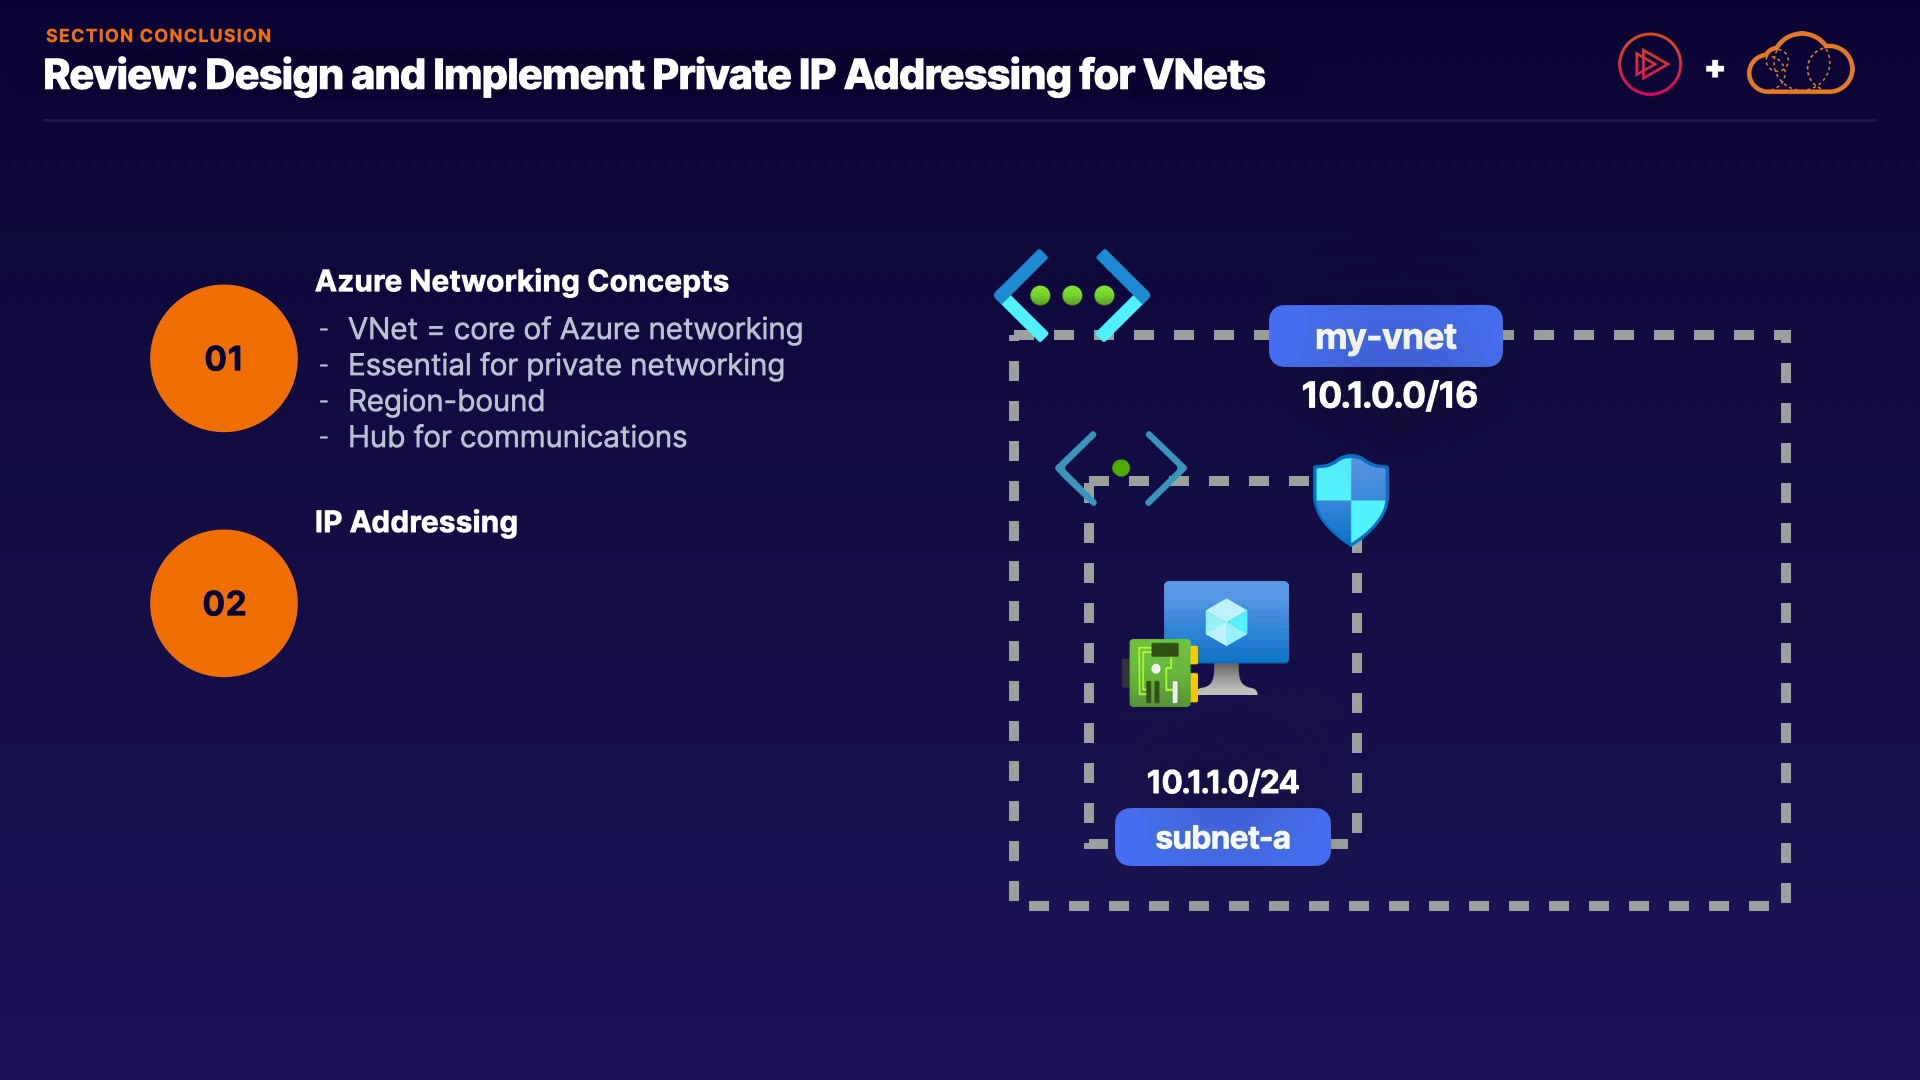 SECTION CONCLUSION
Review: Design and Implement Private IP Addressing for VNets
+
01
Azure Networking Concepts
- VNet = core of Azure networking
- Essential for private networking
- Region-bound
- Hub for communications
02
IP Addressing
my-vnet
10.1.0.0/16
10.1.1.0/24
subnet-a